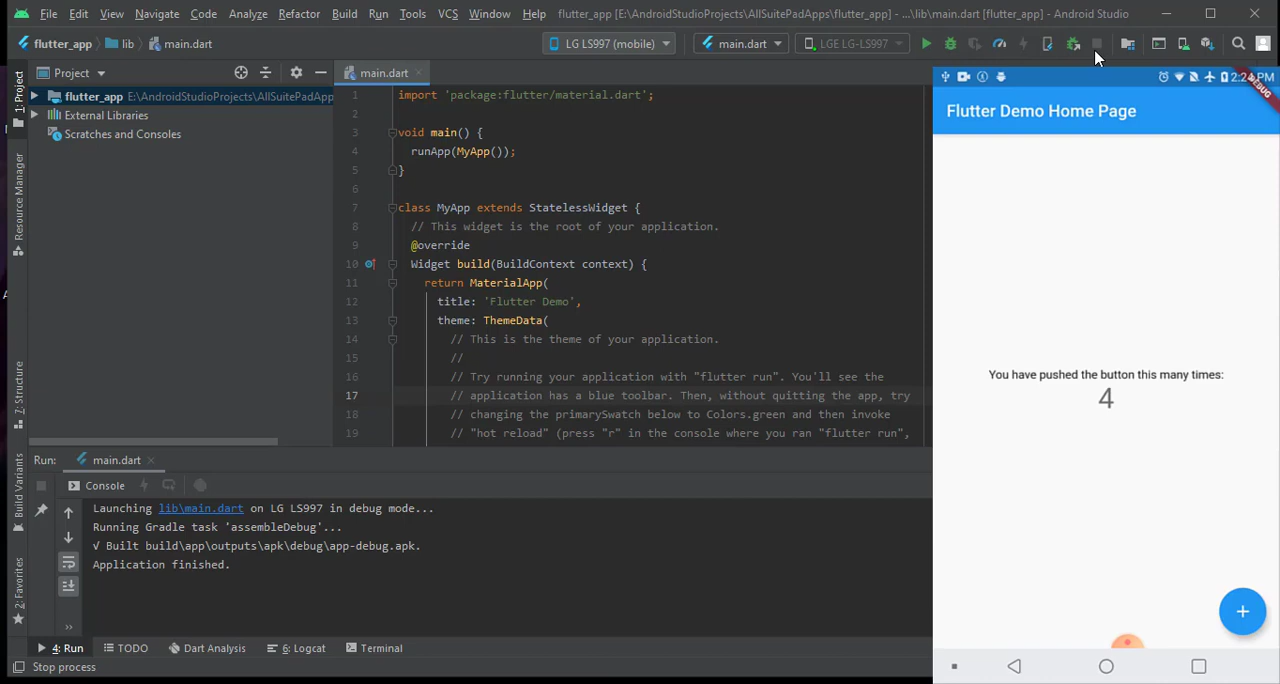 File Edit View Navigate Code Analyze Refactor Build Run Tools VCS Window Help flutter_app [E:\AndroidStudioProjects\AllSuitePadApps\flutter_app] - ...\lib\main.dart [flutter_app] - Android Studio
flutter_app lib main.dart LG LS997 (mobile) main.dart LGE LG-LS997
Project main.dart
1: Project
Resource Manager
7: Structure
Build Variants
2: Favorites
flutter_app E:\AndroidStudioProjects\AllSuitePadApp
External Libraries
Scratches and Consoles
1 import 'package:flutter/material.dart';
2
3 void main() {
4 runApp(MyApp());
5 }
6
7 class MyApp extends StatelessWidget {
8 // This widget is the root of your application.
9 @override
10 Widget build(BuildContext context) {
11 return MaterialApp(
12 title: 'Flutter Demo',
13 theme: ThemeData(
14 // This is the theme of your application.
15 //
16 // Try running your application with "flutter run". You'll see the
17 // application has a blue toolbar. Then, without quitting the app, try
18 // changing the primarySwatch below to Colors.green and then invoke
19 // "hot reload" (press "r" in the console where you ran "flutter run",
2:24 PM
DEBUG
Flutter Demo Home Page
You have pushed the button this many times:
4
+
Run: main.dart
Console
Launching lib\main.dart on LG LS997 in debug mode...
Running Gradle task 'assembleDebug'...
√ Built build\app\outputs\apk\debug\app-debug.apk.
Application finished.
4: Run TODO Dart Analysis 6: Logcat Terminal
Stop process